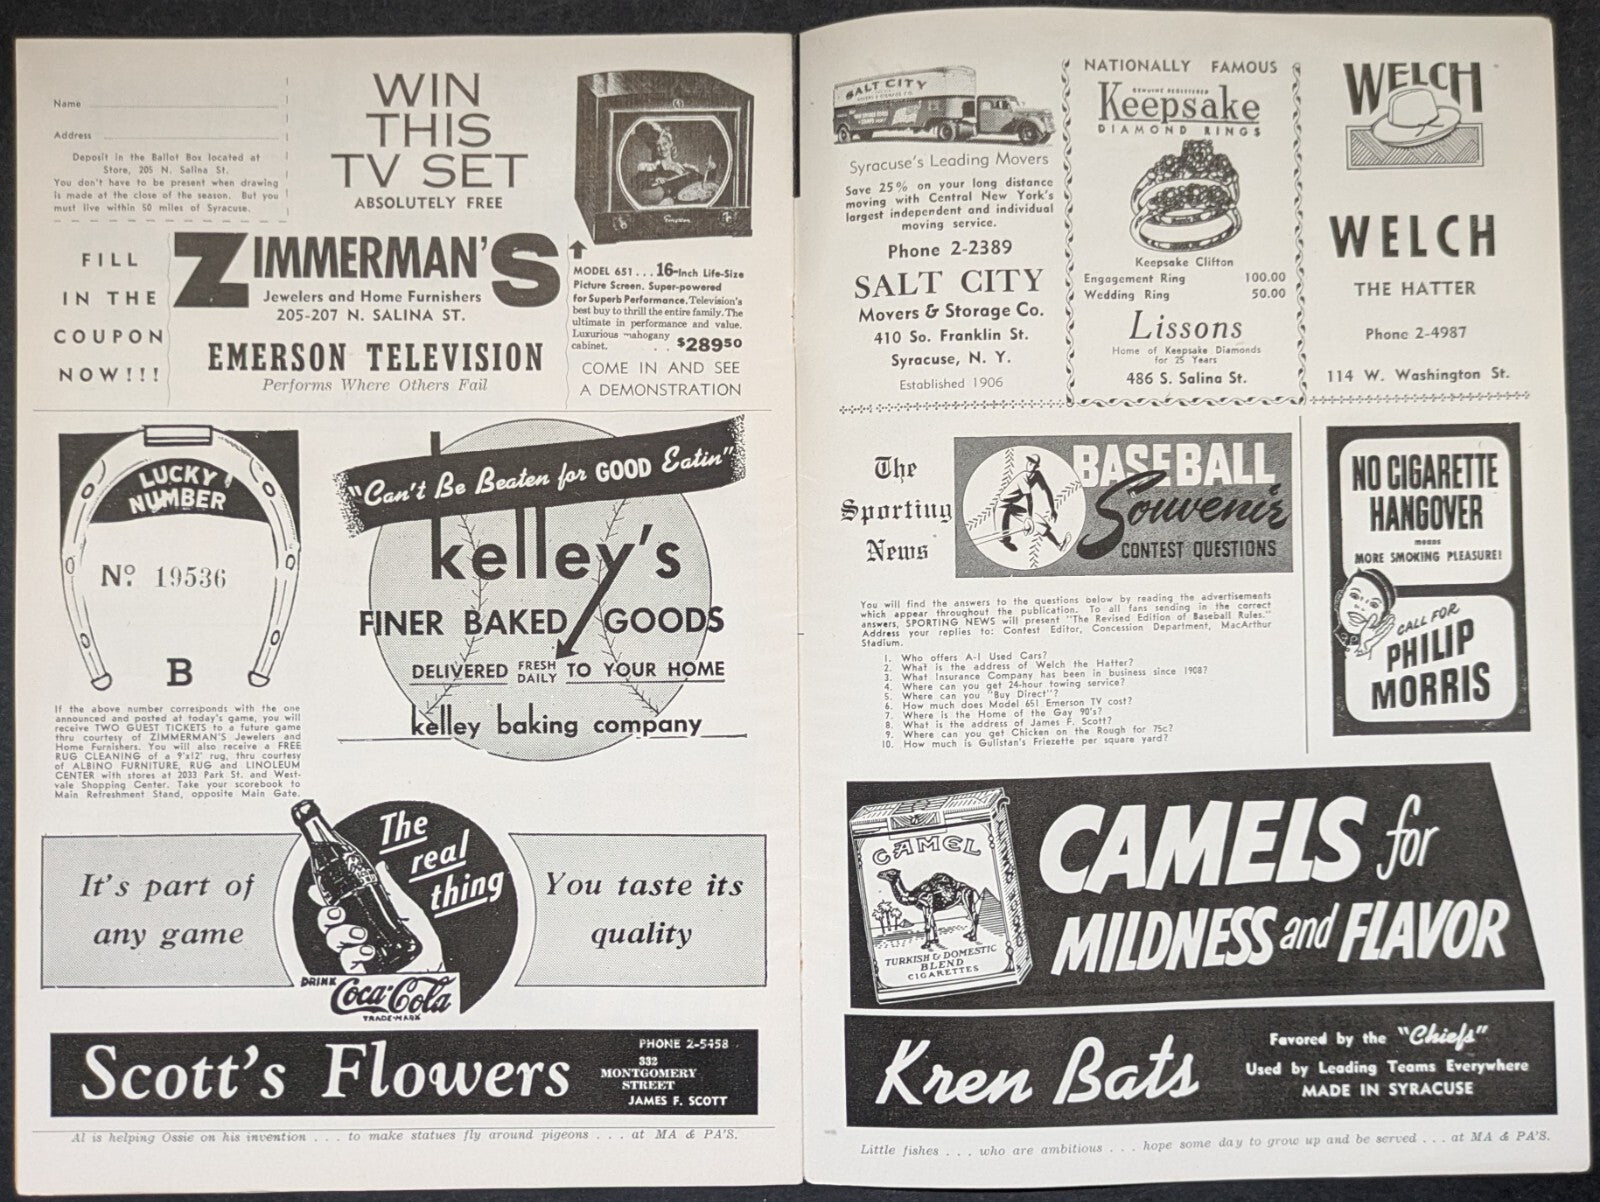 Name
Address
Deposit in the Ballot Box located at
Store, 205 N. Salina St.
You don't have to be present when drawing
is made at the close of the season. But you
must live within 50 miles of Syracuse.
WIN
THIS
TV SET
ABSOLUTELY FREE
FILL
IN THE
COUPON
NOW!!!
ZIMMERMAN'S
Jewelers and Home Furnishers
205-207 N. SALINA ST.
EMERSON TELEVISION
Performs Where Others Fail
MODEL 651 . . . 16-Inch Life-Size
Picture Screen. Super-powered
for Superb Performance. Television's
best buy to thrill the entire family. The
ultimate in performance and value.
Luxurious mahogany
cabinet. . . $289⁵⁰
COME IN AND SEE
A DEMONSTRATION
LUCKY
NUMBER
Nº 19536
B
If the above number corresponds with the one
announced and posted at today's game, you will
receive TWO GUEST TICKETS to a future game
thru courtesy of ZIMMERMAN'S Jewelers and
Home Furnishers. You will also receive a FREE
RUG CLEANING of a 9'x12' rug, thru courtesy
of ALBINO FURNITURE, RUG and LINOLEUM
CENTER with stores at 2033 Park St. and West-
vale Shopping Center. Take your scorebook to
Main Refreshment Stand, opposite Main Gate.
"Can't Be Beaten for GOOD Eatin"
kelley's
FINER BAKED GOODS
DELIVERED FRESH DAILY TO YOUR HOME
kelley baking company
It's part of
any game
The
real
thing
DRINK
Coca-Cola
TRADE-MARK
You taste its
quality
Scott's Flowers
PHONE 2-5458
332
MONTGOMERY
STREET
JAMES F. SCOTT
Al is helping Ossie on his invention . . . to make statues fly around pigeons . . . at MA & PA'S.
SALT CITY
Syracuse's Leading Movers
Save 25% on your long distance
moving with Central New York's
largest independent and individual
moving service.
Phone 2-2389
SALT CITY
Movers & Storage Co.
410 So. Franklin St.
Syracuse, N. Y.
Established 1906
NATIONALLY FAMOUS
GENUINE REGISTERED
Keepsake
DIAMOND RINGS
Keepsake Clifton
Engagement Ring 100.00
Wedding Ring 50.00
Lissons
Home of Keepsake Diamonds
for 25 Years
486 S. Salina St.
WELCH
WELCH
THE HATTER
Phone 2-4987
114 W. Washington St.
The
Sporting
News
BASEBALL
Souvenir
CONTEST QUESTIONS
You will find the answers to the questions below by reading the advertisements
which appear throughout the publication. To all fans sending in the correct
answers, SPORTING NEWS will present "The Revised Edition of Baseball Rules."
Address your replies to: Contest Editor, Concession Department, MacArthur
Stadium.
1. Who offers A-1 Used Cars?
2. What is the address of Welch the Hatter?
3. What Insurance Company has been in business since 1908?
4. Where can you get 24-hour towing service?
5. Where can you "Buy Direct"?
6. How much does Model 651 Emerson TV cost?
7. Where is the Home of the Gay 90's?
8. What is the address of James F. Scott?
9. Where can you get Chicken on the Rough for 75c?
10. How much is Gulistan's Friezette per square yard?
NO CIGARETTE
HANGOVER
means
MORE SMOKING PLEASURE!
CALL FOR
PHILIP
MORRIS
CAMEL
TURKISH & DOMESTIC
BLEND
CIGARETTES
CAMELS for
MILDNESS and FLAVOR
Kren Bats
Favored by the "Chiefs"
Used by Leading Teams Everywhere
MADE IN SYRACUSE
Little fishes . . . who are ambitious . . . hope some day to grow up and be served . . . at MA & PA'S.